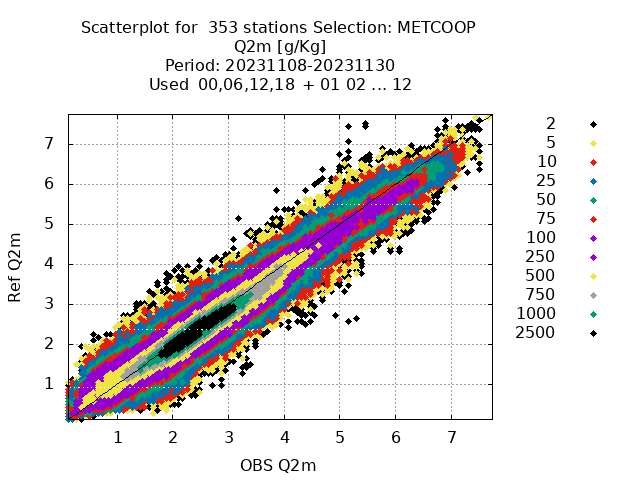 Scatterplot for  353 stations Selection: METCOOP
Q2m [g/Kg]
Period: 20231108-20231130
Used  00,06,12,18  + 01 02 ... 12
Ref Q2m
7
6
5
4
3
2
1
1 2 3 4 5 6 7
OBS Q2m
2
5
10
25
50
75
100
250
500
750
1000
2500